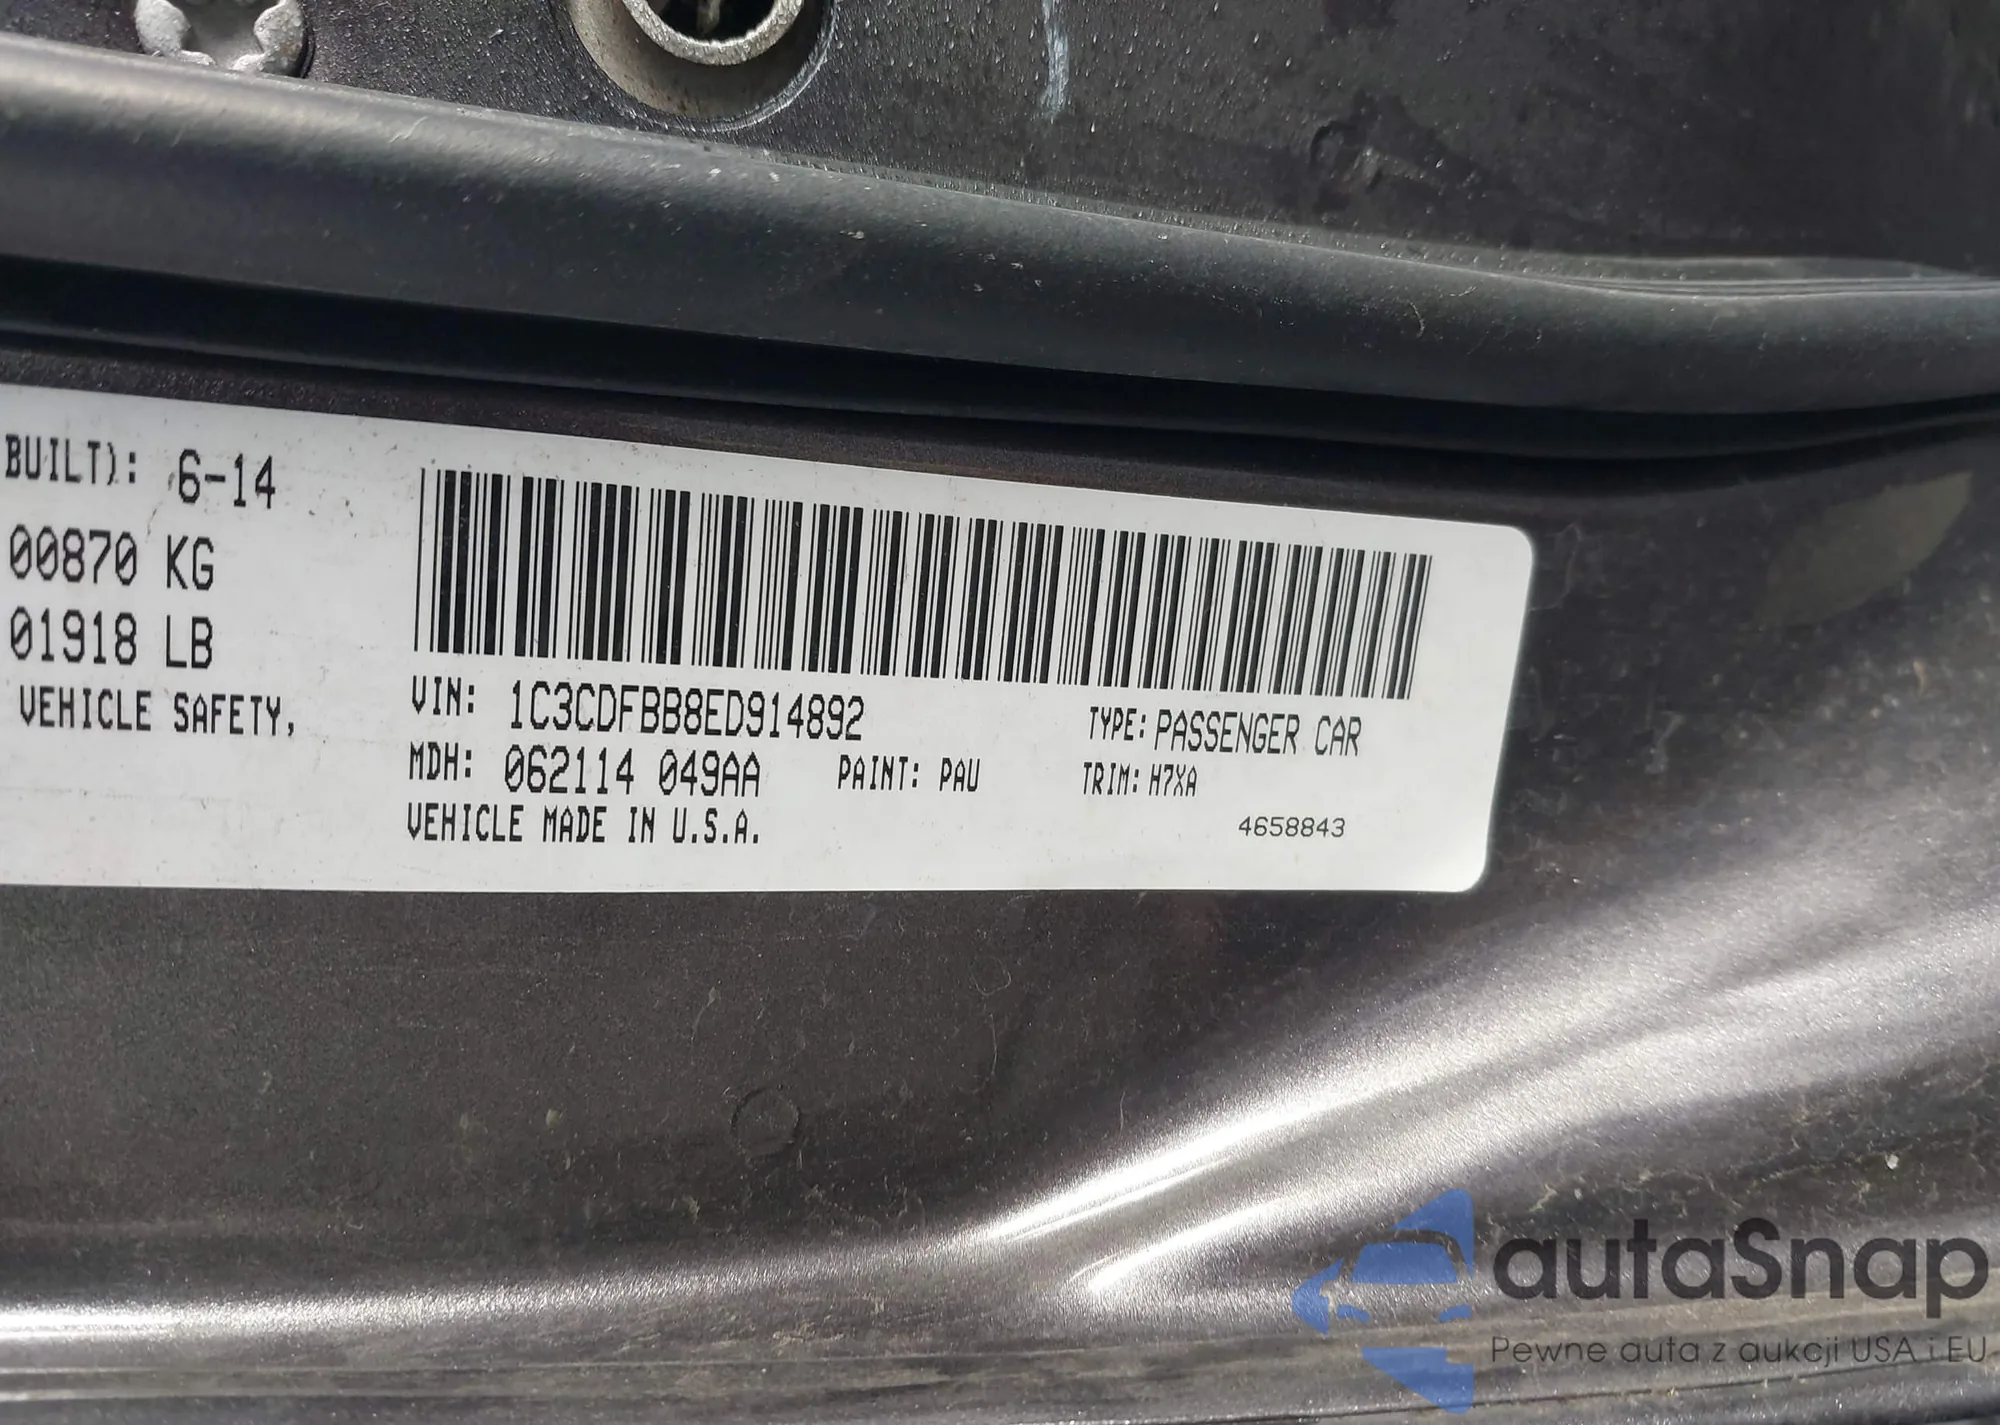 BUILT): 6-14
00870 KG
01918 LB
VEHICLE SAFETY,
VIN: 1C3CDFBB8ED914892
TYPE: PASSENGER CAR
MDH: 062114 049AA
PAINT: PAU
TRIM: H7XA
VEHICLE MADE IN U.S.A.
4658843
autaSnap
Pewne auta z aukcji USA i EU